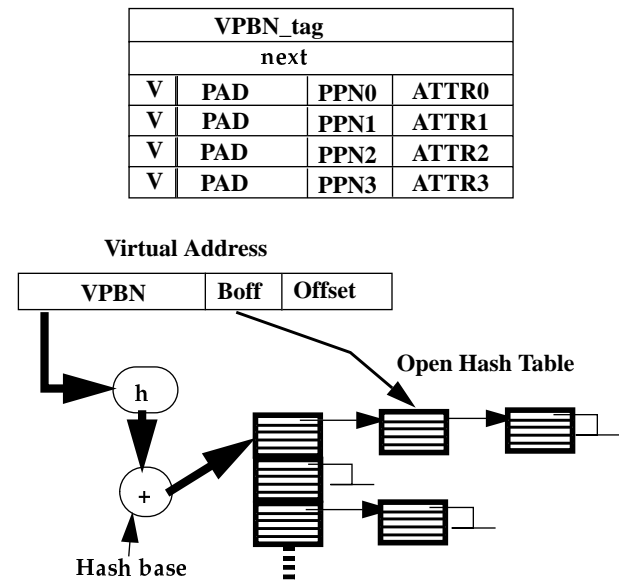 VPBN_tag
next
V PAD PPN0 ATTR0
V PAD PPN1 ATTR1
V PAD PPN2 ATTR2
V PAD PPN3 ATTR3
Virtual Address
VPBN Boff Offset
Open Hash Table
h
+
Hash base